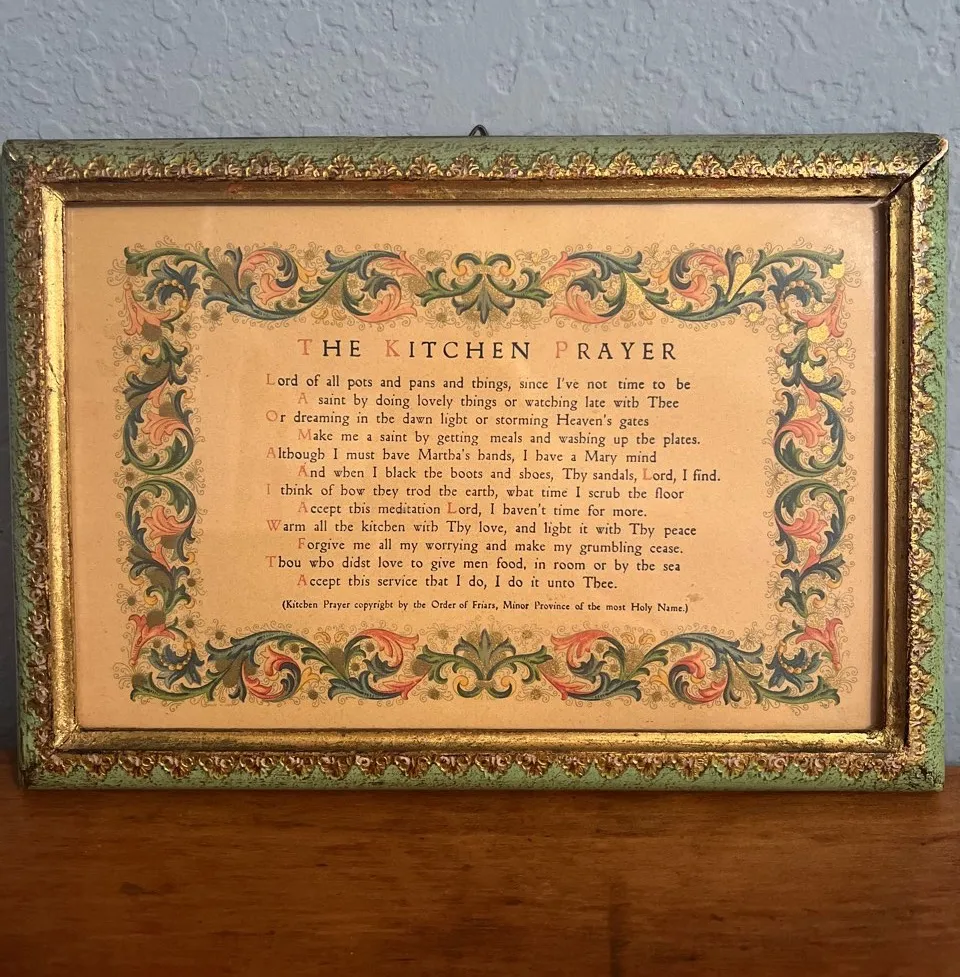 THE KITCHEN PRAYER
Lord of all pots and pans and things, since I've not time to be
A saint by doing lovely things or watching late with Thee
Or dreaming in the dawn light or storming Heaven's gates
Make me a saint by getting meals and washing up the plates.
Although I must have Martha's hands, I have a Mary mind
And when I black the boots and shoes, Thy sandals, Lord, I find.
I think of how they trod the earth, what time I scrub the floor
Accept this meditation Lord, I haven't time for more.
Warm all the kitchen with Thy love, and light it with Thy peace
Forgive me all my worrying and make my grumbling cease.
Thou who didst love to give men food, in room or by the sea
Accept this service that I do, I do it unto Thee.
(Kitchen Prayer copyright by the Order of Friars, Minor Province of the most Holy Name.)